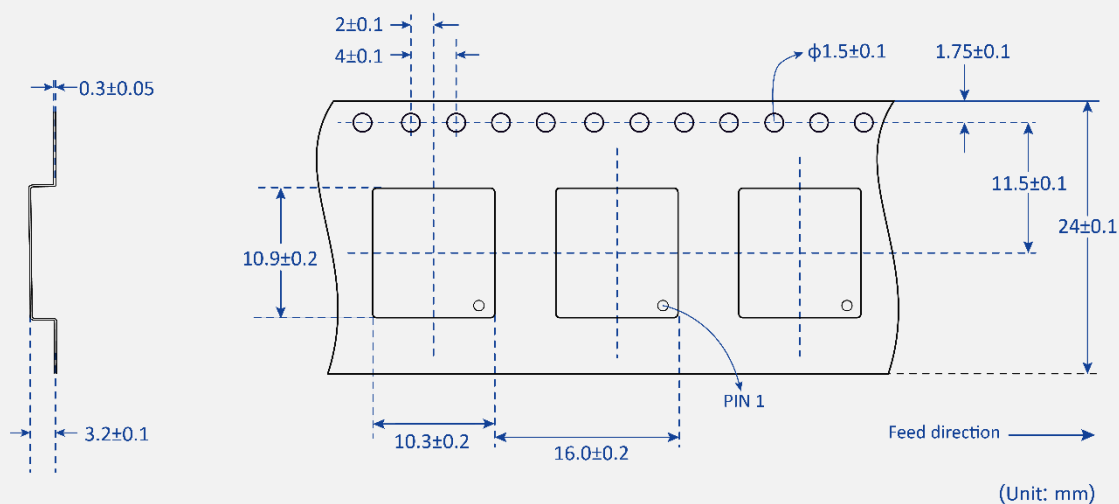 2±0.1
4±0.1
ϕ1.5±0.1
1.75±0.1
0.3±0.05
11.5±0.1
24±0.1
10.9±0.2
PIN 1
3.2±0.1
10.3±0.2
16.0±0.2
Feed direction
(Unit: mm)